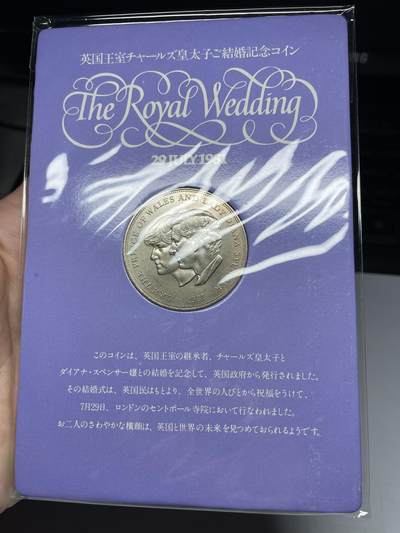 英国王室チャールズ皇太子ご結婚記念コイン
The Royal Wedding
29 JULY 1981
PRINCE OF WALES AND LADY DIANA
このコインは、英国王室の継承者、チャールズ皇太子と
ダイアナ・スペンサー嬢との結婚を記念して、英国政府から発行されました。
その結婚式は、英国民はもとより、全世界の人びとから祝福をうけて、
7月29日、ロンドンのセントポール寺院において行なわれました。
お二人のさわやかな横顔は、英国と世界の未来を見つめておられるようです。